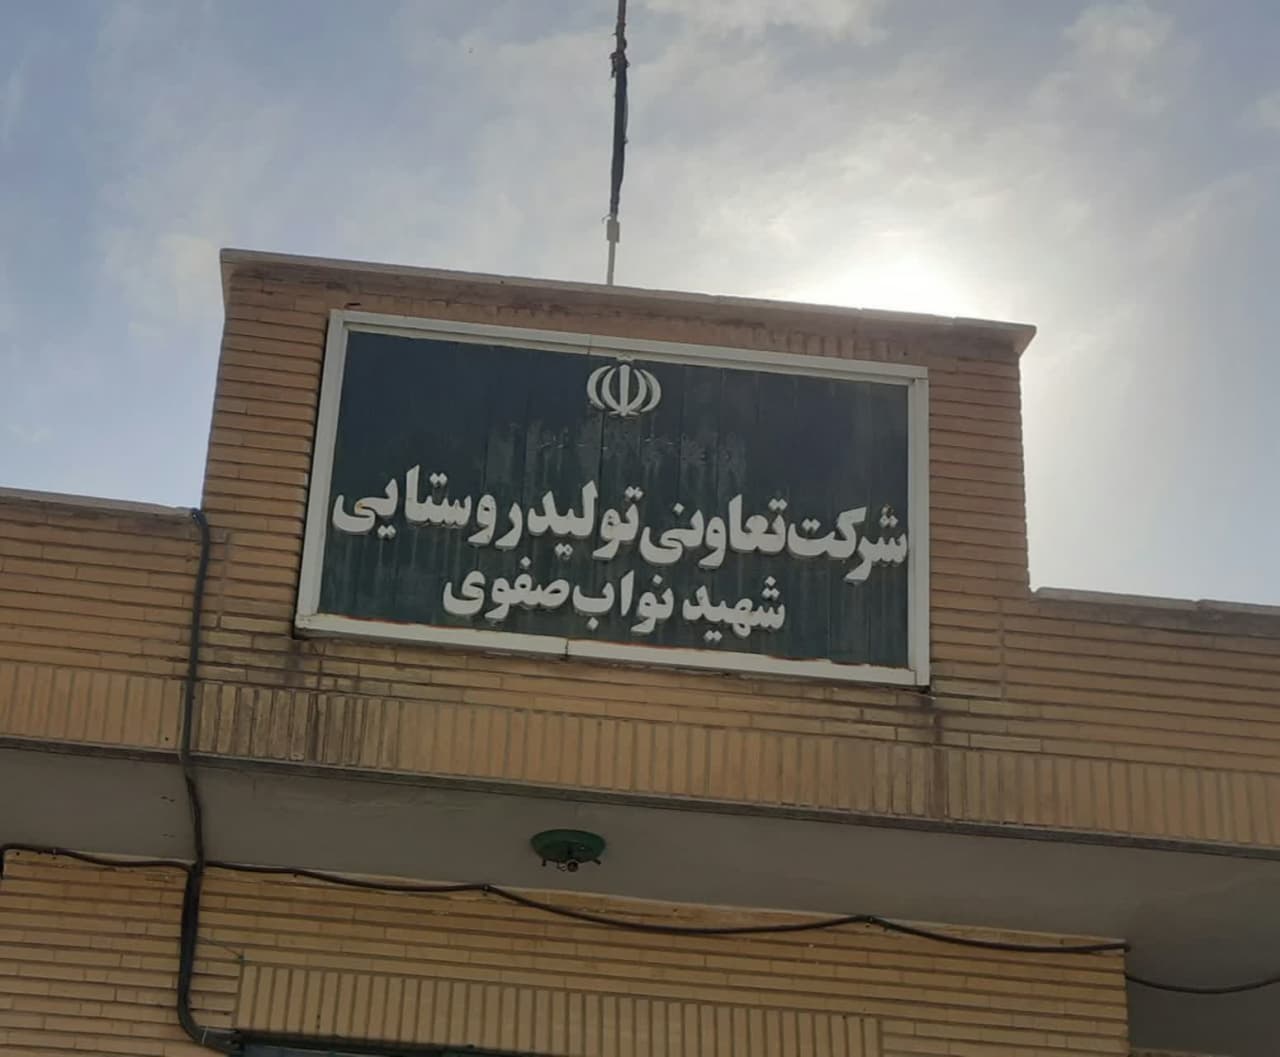 شرکت تعاونی تولید روستایی
شهید نواب صفوی